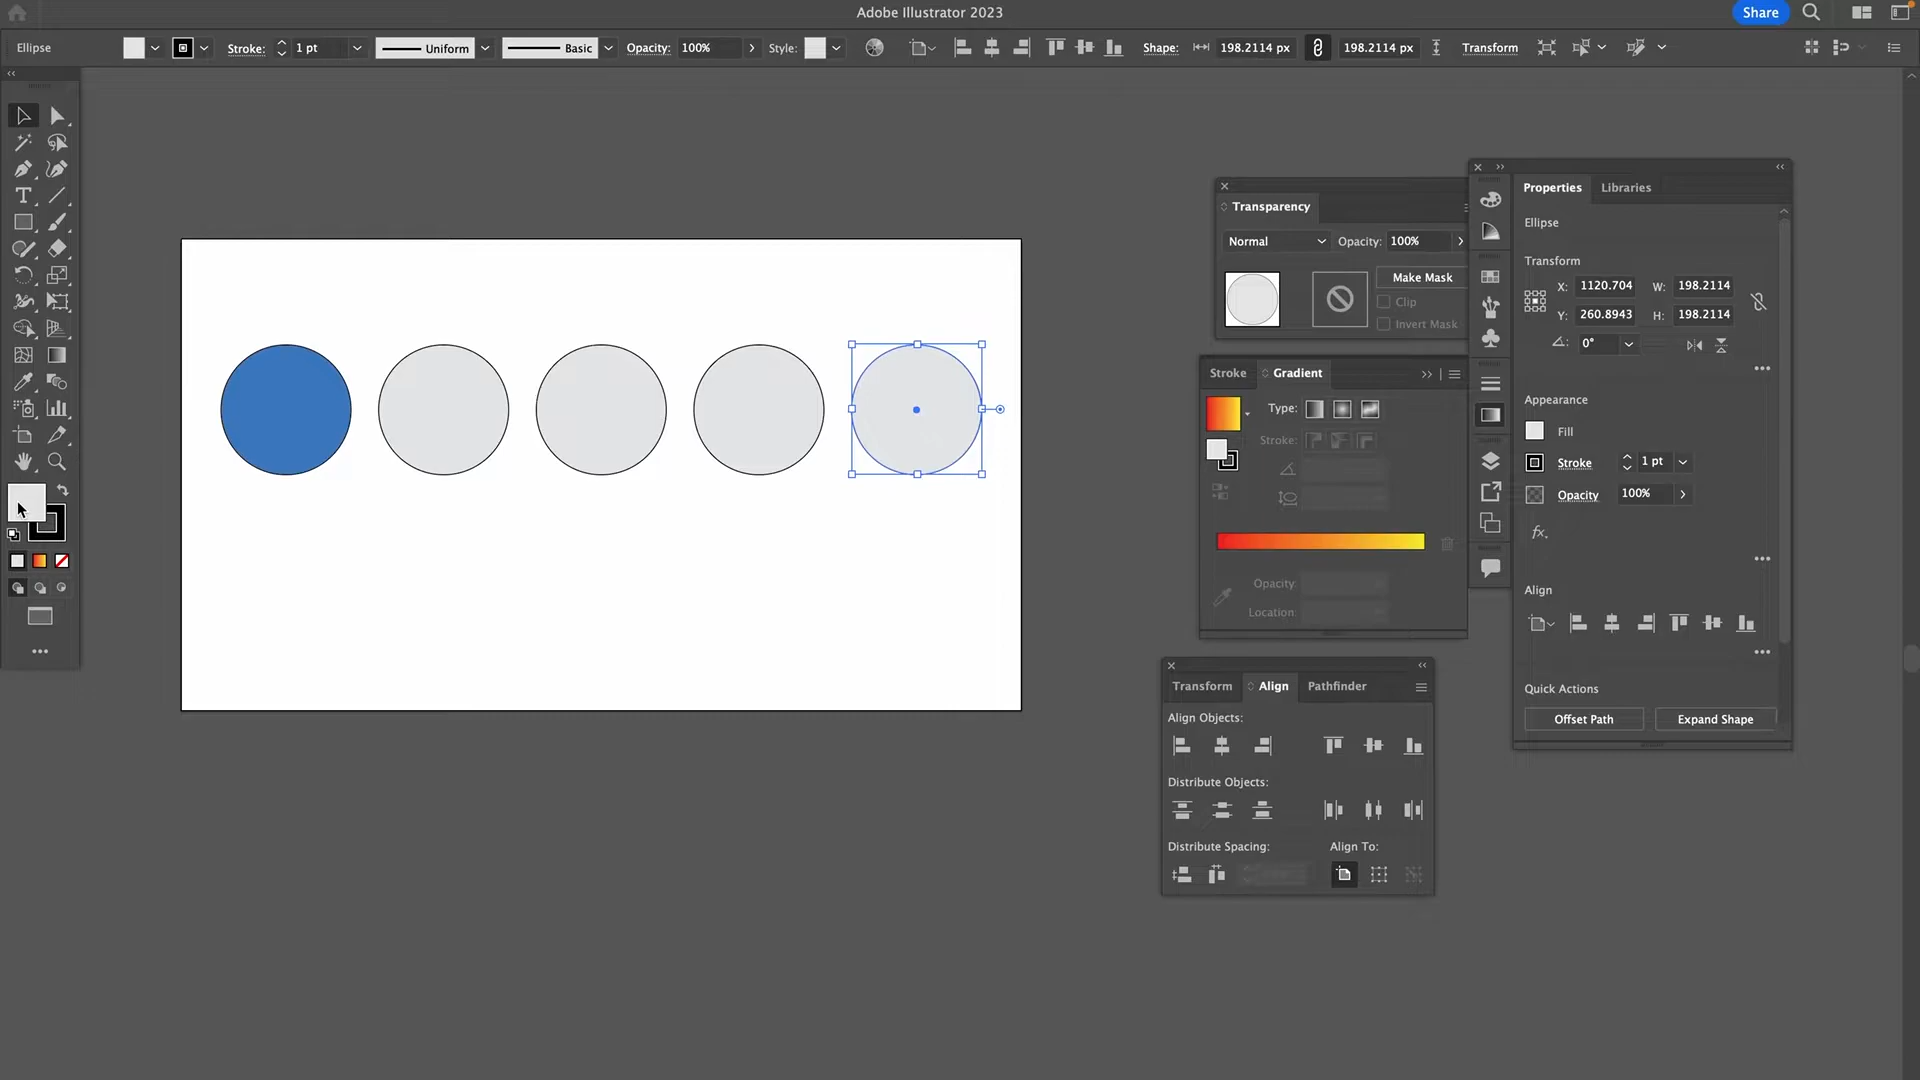 Adobe Illustrator 2023
Share
Ellipse
Stroke:
1 pt
Uniform
Basic
Opacity:
100%
Style:
Shape:
198.2114 px
198.2114 px
Transform
Transparency
Normal
Opacity:
100%
Make Mask
Clip
Invert Mask
Stroke
Gradient
Type:
Stroke:
Opacity:
Location:
Transform
Align
Pathfinder
Align Objects:
Distribute Objects:
Distribute Spacing:
Align To:
Properties
Libraries
Ellipse
Transform
X:
1120.704
W:
198.2114
Y:
260.8943
H:
198.2114
0°
Appearance
Fill
Stroke
1 pt
Opacity
100%
fx.
Align
Quick Actions
Offset Path
Expand Shape